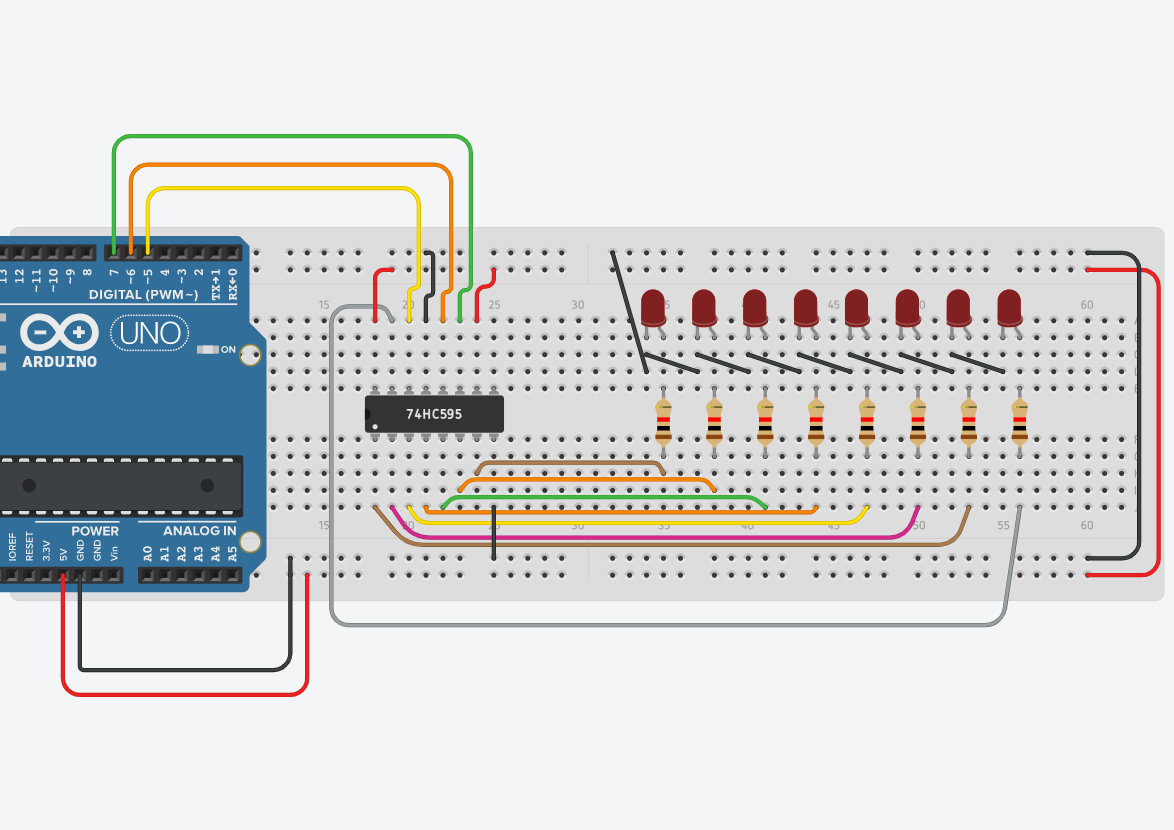 13 12 ~11 ~10 ~9 8 7 ~6 ~5 4 ~3 2 TX→1 RX←0
DIGITAL (PWM~)
UNO
ARDUINO
ON
15 20 25 30 45 60
74HC595
15 20 40 45 50 55 60
POWER ANALOG IN
IOREF RESET 3.3V 5V GND GND Vin A0 A1 A2 A3 A4 A5